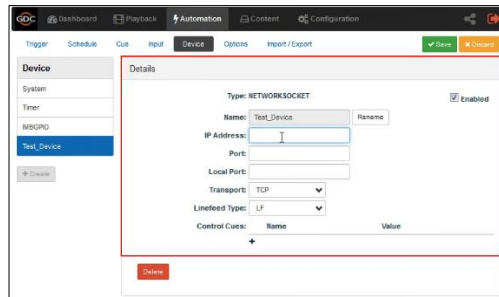 GDC Dashboard Playback Automation Content Configuration
Trigger Schedule Cue Input Device Options Import / Export Save Discard
Device
System
Timer
IMBGPIO
Test_Device
Create
Details
Type: NETWORKSOCKET Enabled
Name: Test_Device Rename
IP Address:
Port:
Local Port:
Transport: TCP
Linefeed Type: LF
Control Cues: Name Value
+
Delete